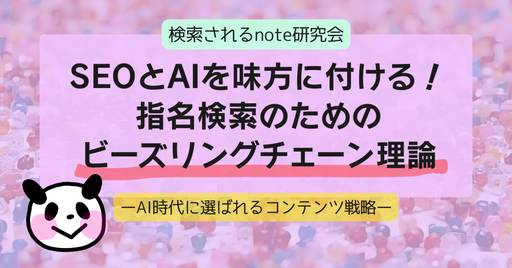 検索されるnote研究会
SEOとAIを味方に付ける！
指名検索のための
ビーズリングチェーン理論
ーAI時代に選ばれるコンテンツ戦略ー